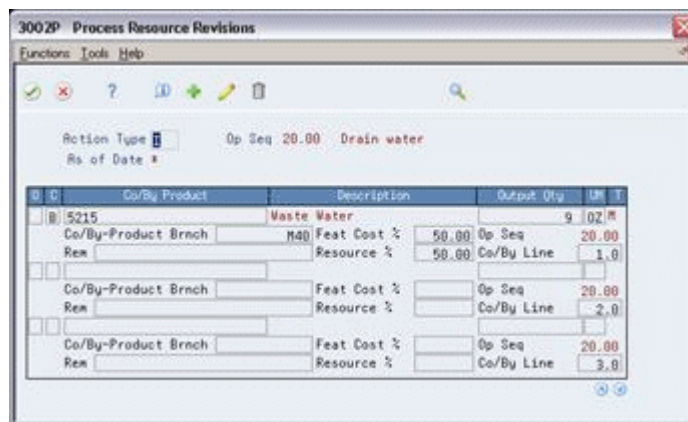 3002P Process Resource Revisions
Functions Tools Help
Action Type I Op Seq 20.00 Drain water
As of Date *
O C Co/By Product Description Output Qty UM T
B 5215 Waste Water 9 OZ M
Co/By-Product Brnch M40 Feat Cost % 50.00 Op Seq 20.00
Rem Resource % 50.00 Co/By Line 1.0
Co/By-Product Brnch Feat Cost % Op Seq 20.00
Rem Resource % Co/By Line 2.0
Co/By-Product Brnch Feat Cost % Op Seq 20.00
Rem Resource % Co/By Line 3.0